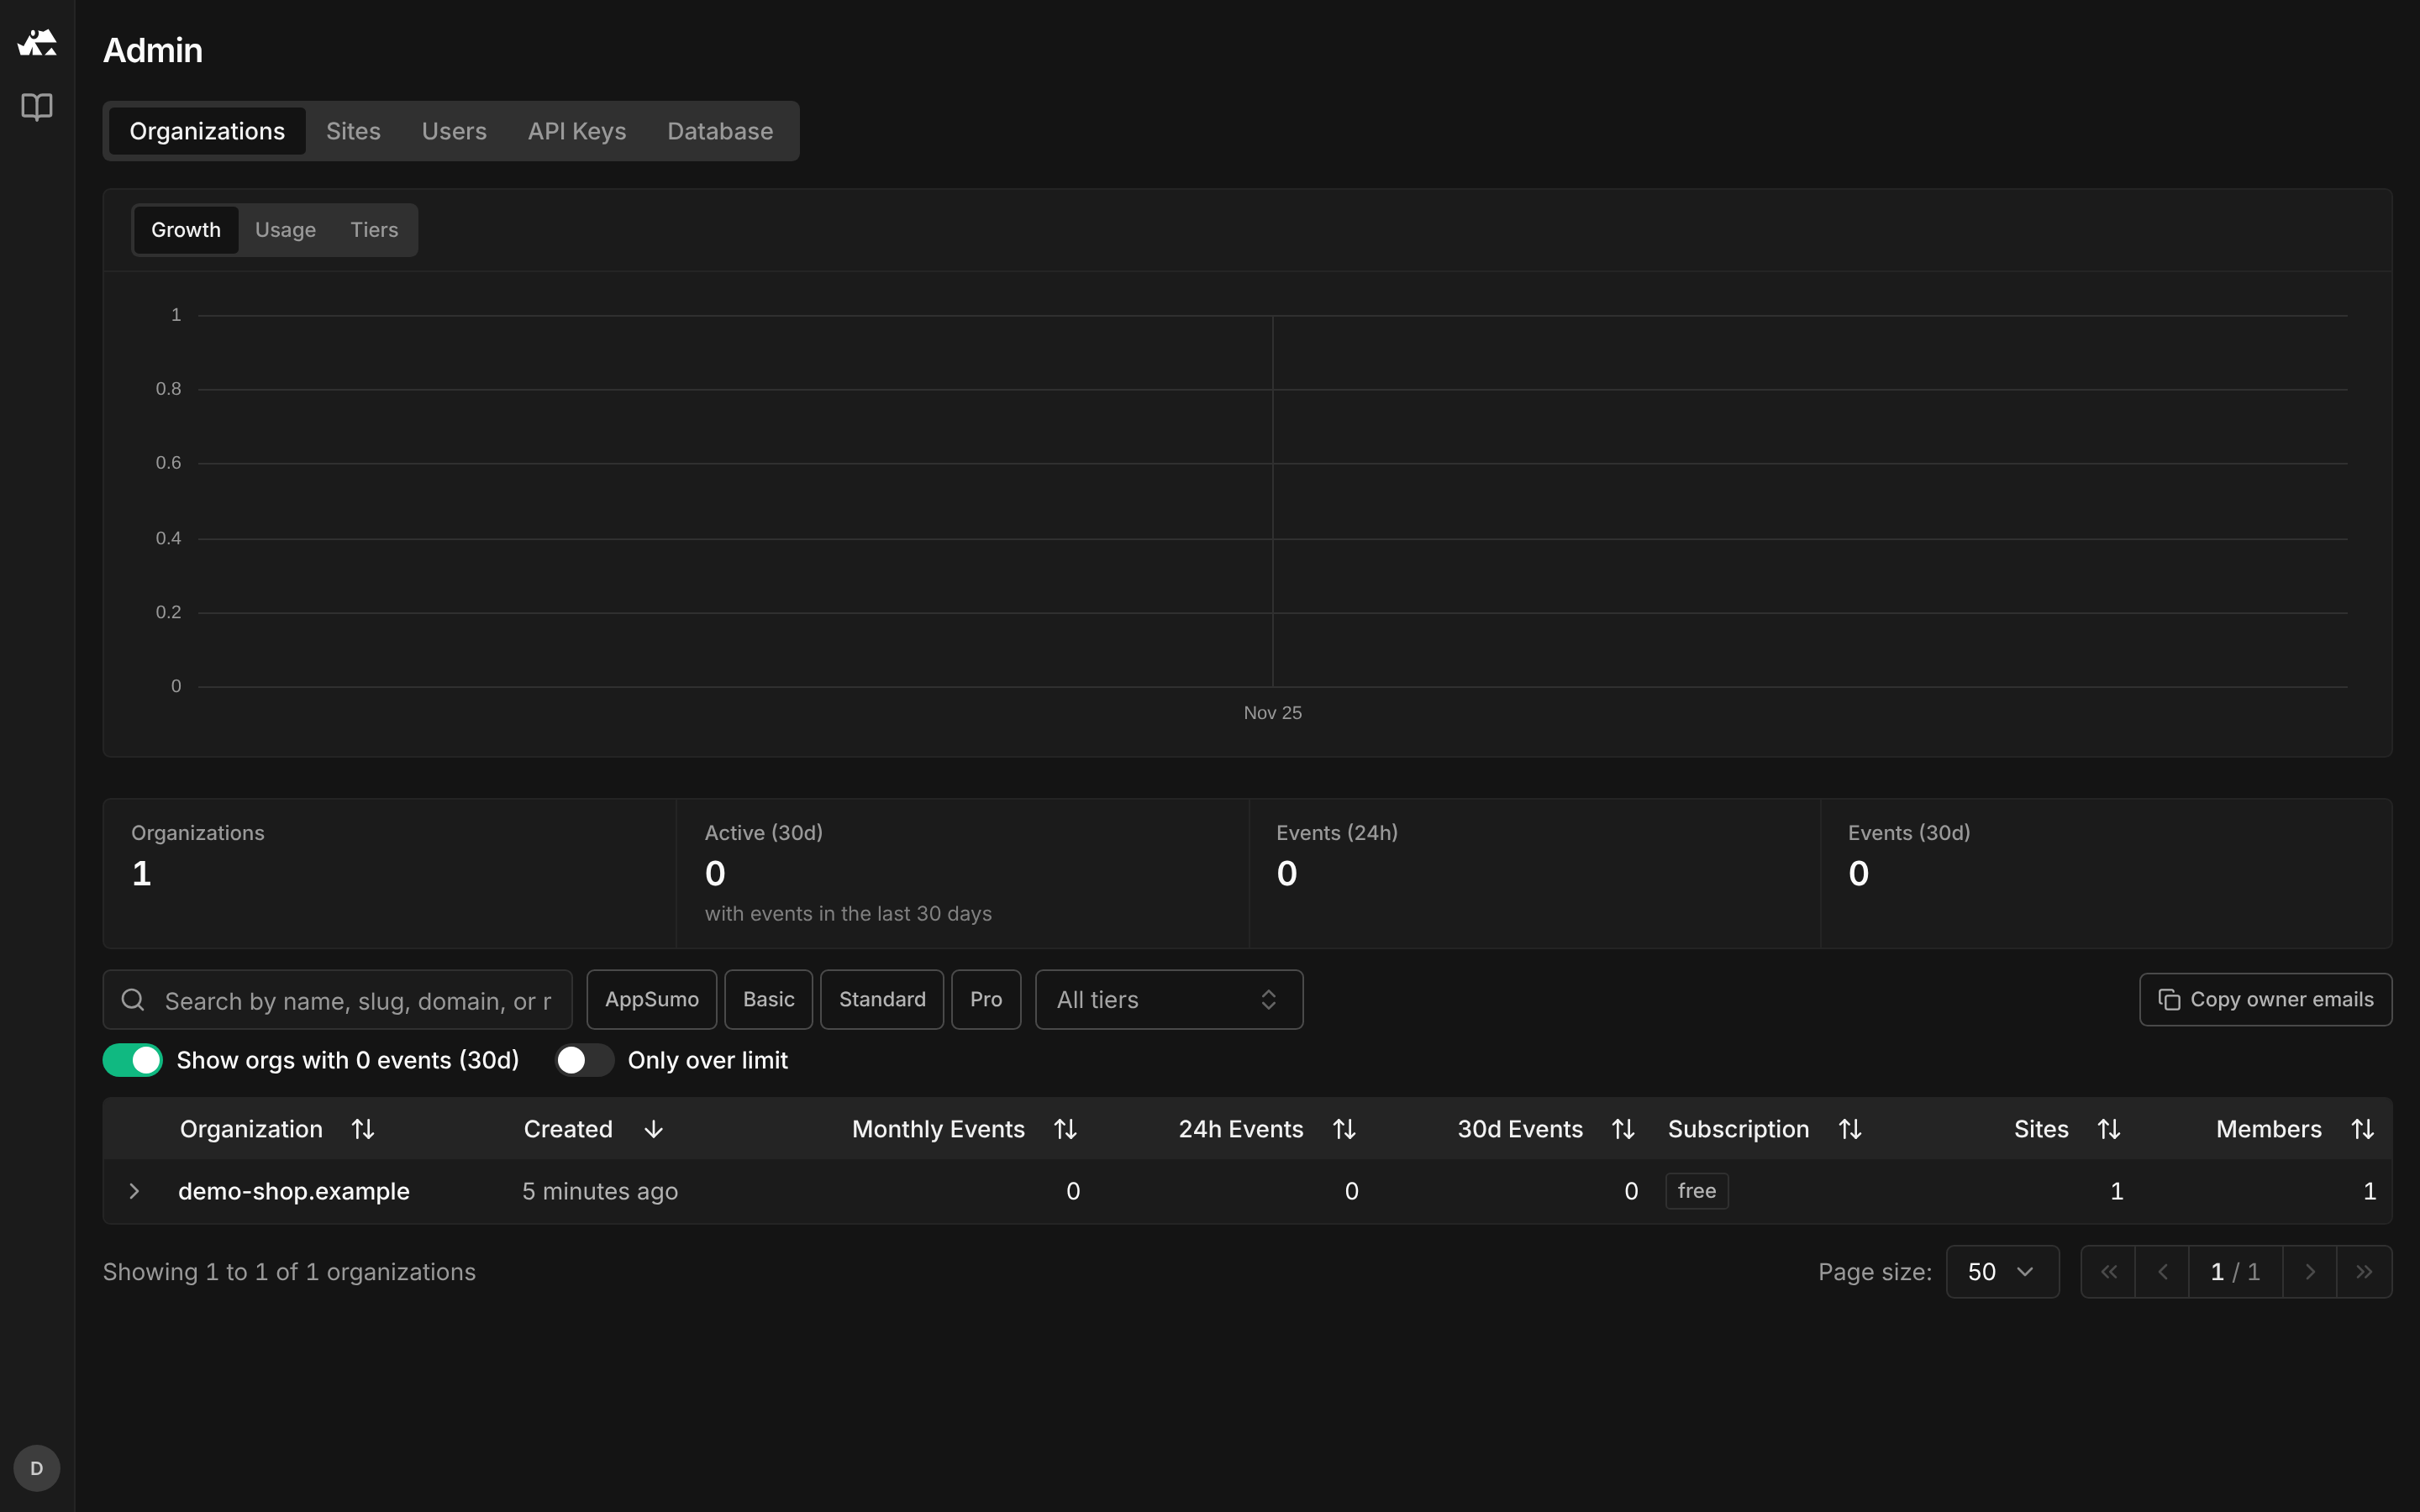 Admin
Organizations Sites Users API Keys Database
Growth Usage Tiers
1
0.8
0.6
0.4
0.2
0
Nov 25
Organizations Active (30d) Events (24h) Events (30d)
1 0 0 0
with events in the last 30 days
Search by name, slug, domain, or r AppSumo Basic Standard Pro All tiers Copy owner emails
Show orgs with 0 events (30d) Only over limit
Organization Created Monthly Events 24h Events 30d Events Subscription Sites Members
demo-shop.example 5 minutes ago 0 0 0 free 1 1
Showing 1 to 1 of 1 organizations Page size: 50 1 / 1
D